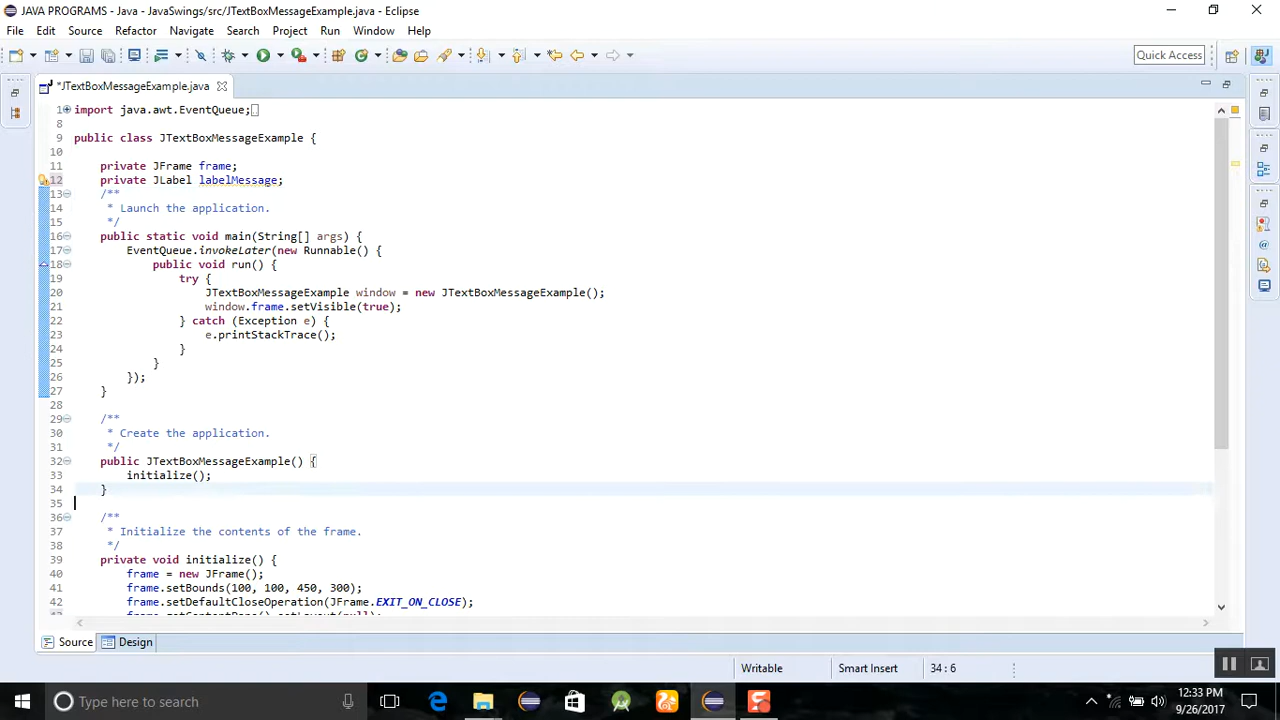 JAVA PROGRAMS - Java - JavaSwings/src/JTextBoxMessageExample.java - Eclipse
File Edit Source Refactor Navigate Search Project Run Window Help
Quick Access
*JTextBoxMessageExample.java
1 import java.awt.EventQueue;
8
9 public class JTextBoxMessageExample {
10
11 private JFrame frame;
12 private JLabel labelMessage;
13 /**
14 * Launch the application.
15 */
16 public static void main(String[] args) {
17 EventQueue.invokeLater(new Runnable() {
18 public void run() {
19 try {
20 JTextBoxMessageExample window = new JTextBoxMessageExample();
21 window.frame.setVisible(true);
22 } catch (Exception e) {
23 e.printStackTrace();
24 }
25 }
26 });
27 }
28
29 /**
30 * Create the application.
31 */
32 public JTextBoxMessageExample() {
33 initialize();
34 }
35
36 /**
37 * Initialize the contents of the frame.
38 */
39 private void initialize() {
40 frame = new JFrame();
41 frame.setBounds(100, 100, 450, 300);
42 frame.setDefaultCloseOperation(JFrame.EXIT_ON_CLOSE);
Source Design
Writable Smart Insert 34 : 6
Type here to search
12:33 PM
9/26/2017